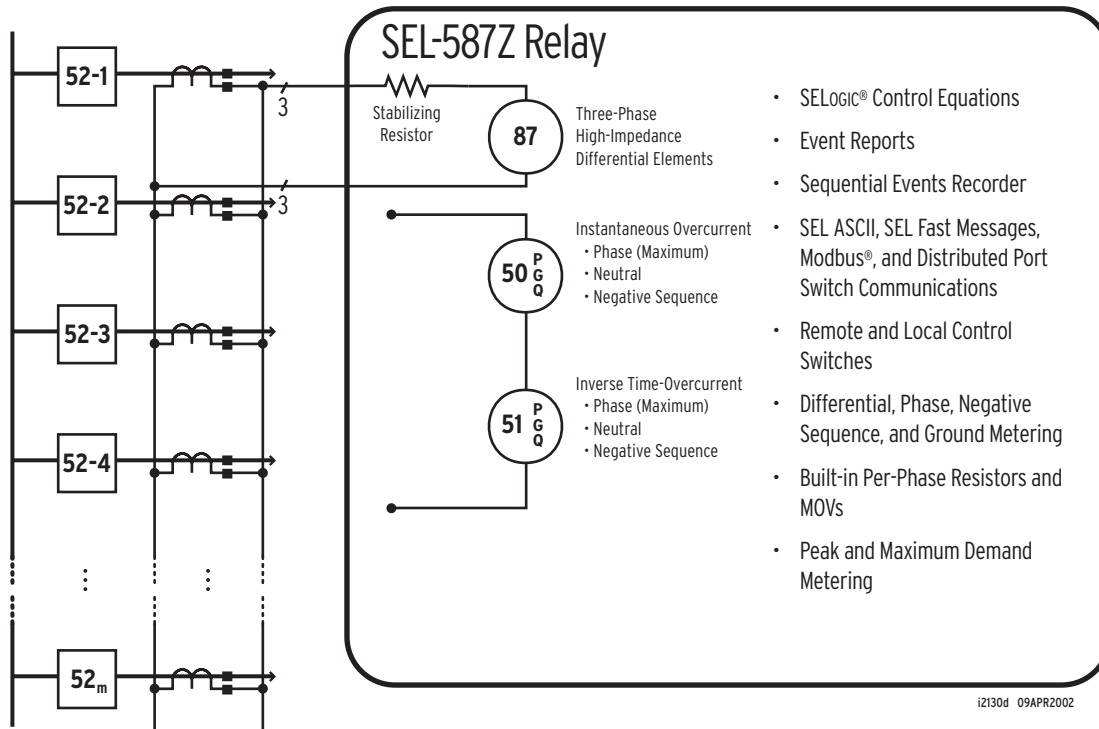 SEL-587Z Relay
52-1
52-2
52-3
52-4
52m
3
3
Stabilizing
Resistor
87
Three-Phase
High-Impedance
Differential Elements
50 P G Q
Instantaneous Overcurrent
• Phase (Maximum)
• Neutral
• Negative Sequence
51 P G Q
Inverse Time-Overcurrent
• Phase (Maximum)
• Neutral
• Negative Sequence
• SELOGIC® Control Equations
• Event Reports
• Sequential Events Recorder
• SEL ASCII, SEL Fast Messages,
Modbus®, and Distributed Port
Switch Communications
• Remote and Local Control
Switches
• Differential, Phase, Negative
Sequence, and Ground Metering
• Built-in Per-Phase Resistors and
MOVs
• Peak and Maximum Demand
Metering
i2130d 09APR2002